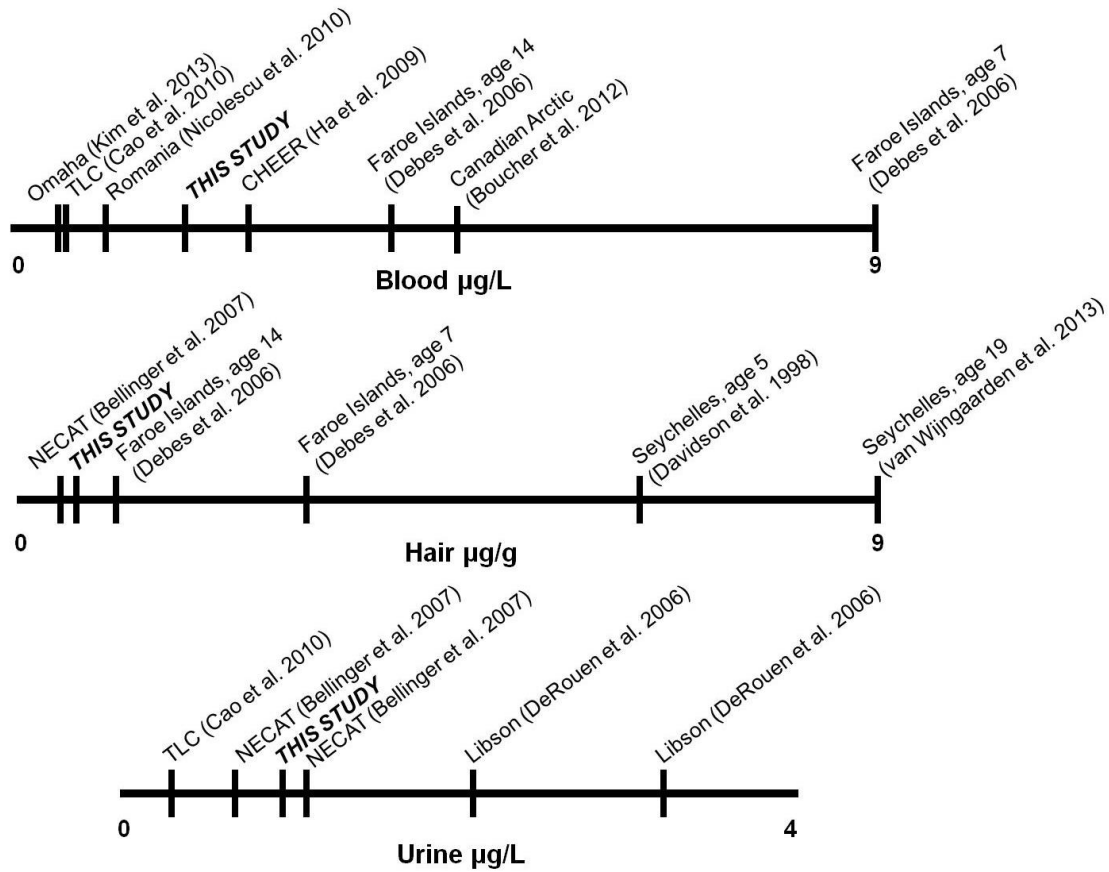 Omaha (Kim et al. 2013)
TLC (Cao et al. 2010)
Romania (Nicolescu et al. 2010)
THIS STUDY
CHEER (Ha et al. 2009)
Faroe Islands, age 14
(Debes et al. 2006)
Canadian Arctic
(Boucher et al. 2012)
Faroe Islands, age 7
(Debes et al. 2006)
0
9
Blood µg/L
NECAT (Bellinger et al. 2007)
THIS STUDY
Faroe Islands, age 14
(Debes et al. 2006)
Faroe Islands, age 7
(Debes et al. 2006)
Seychelles, age 5
(Davidson et al. 1998)
Seychelles, age 19
(van Wijngaarden et al. 2013)
0
9
Hair µg/g
TLC (Cao et al. 2010)
NECAT (Bellinger et al. 2007)
THIS STUDY
NECAT (Bellinger et al. 2007)
Libson (DeRouen et al. 2006)
Libson (DeRouen et al. 2006)
0
4
Urine µg/L